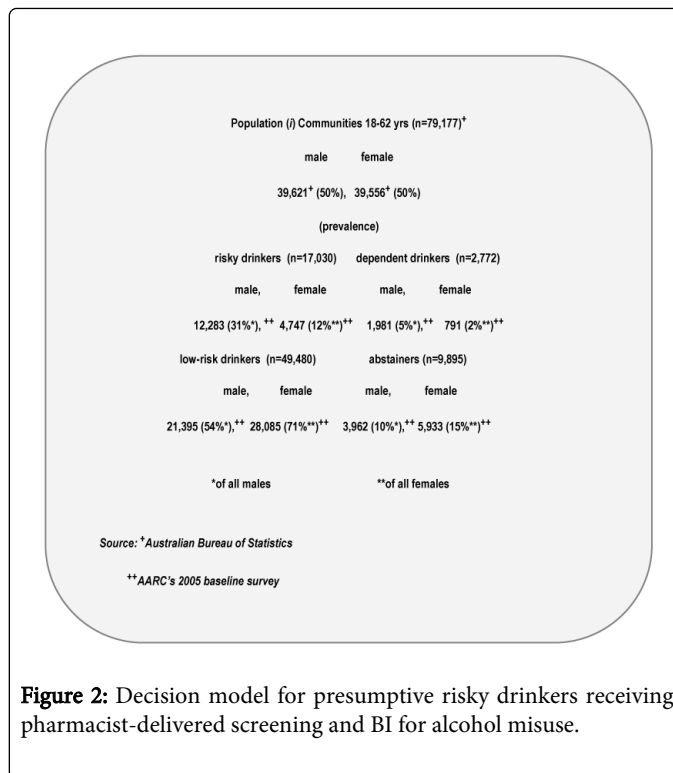 Population (i) Communities 18-62 yrs (n=79,177)+
male female
39,621+ (50%), 39,556+ (50%)
(prevalence)
risky drinkers (n=17,030) dependent drinkers (n=2,772)
male, female male, female
12,283 (31%*), ++ 4,747 (12%**)++ 1,981 (5%*),++ 791 (2%**)++
low-risk drinkers (n=49,480) abstainers (n=9,895)
male, female male, female
21,395 (54%*),++ 28,085 (71%**)++ 3,962 (10%*),++ 5,933 (15%**)++
*of all males **of all females
Source: +Australian Bureau of Statistics
++AARC's 2005 baseline survey
Figure 2: Decision model for presumptive risky drinkers receiving
pharmacist-delivered screening and BI for alcohol misuse.